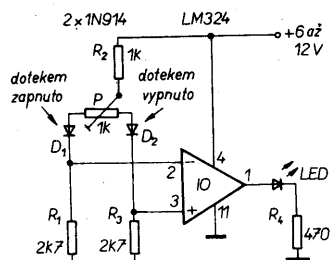 2×1N914 LM324
+6 až
12 V
R2 1k
dotekem
zapnuto
dotekem
vypnuto
P
1k
D1
D2
2
4
IO
1
3
11
LED
R1
2k7
R3
2k7
R4
470